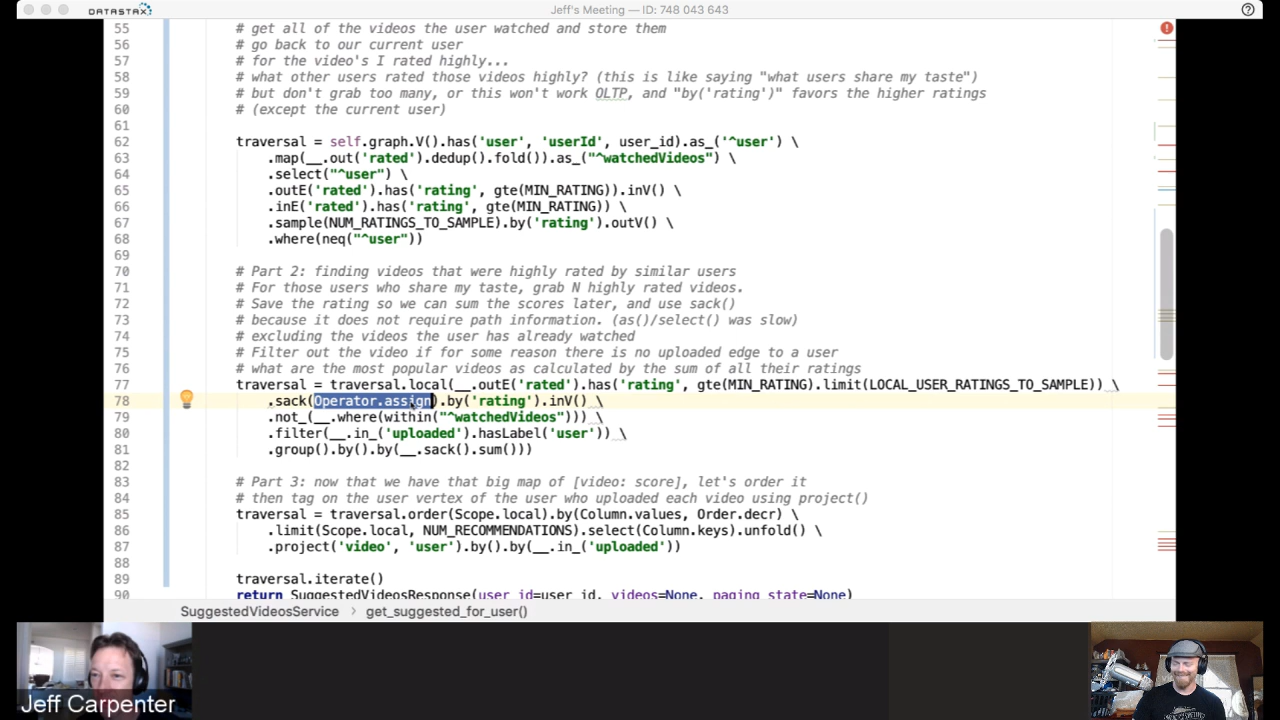 DATASTAX
Jeff's Meeting — ID: 748 043 643
55 # get all of the videos the user watched and store them
56 # go back to our current user
57 # for the video's I rated highly...
58 # what other users rated those videos highly? (this is like saying "what users share my taste")
59 # but don't grab too many, or this won't work OLTP, and "by('rating')" favors the higher ratings
60 # (except the current user)
61
62 traversal = self.graph.V().has('user', 'userId', user_id).as_('^user') \
63 .map(__.out('rated').dedup().fold()).as_("^watchedVideos") \
64 .select("^user") \
65 .outE('rated').has('rating', gte(MIN_RATING)).inV() \
66 .inE('rated').has('rating', gte(MIN_RATING)) \
67 .sample(NUM_RATINGS_TO_SAMPLE).by('rating').outV() \
68 .where(neq("^user"))
69
70 # Part 2: finding videos that were highly rated by similar users
71 # For those users who share my taste, grab N highly rated videos.
72 # Save the rating so we can sum the scores later, and use sack()
73 # because it does not require path information. (as()/select() was slow)
74 # excluding the videos the user has already watched
75 # Filter out the video if for some reason there is no uploaded edge to a user
76 # what are the most popular videos as calculated by the sum of all their ratings
77 traversal = traversal.local(__.outE('rated').has('rating', gte(MIN_RATING).limit(LOCAL_USER_RATINGS_TO_SAMPLE)) \
78 .sack(Operator.assign).by('rating').inV() \
79 .not_(__.where(within("^watchedVideos"))) \
80 .filter(__.in_('uploaded').hasLabel('user')) \
81 .group().by().by(__.sack().sum()))
82
83 # Part 3: now that we have that big map of [video: score], let's order it
84 # then tag on the user vertex of the user who uploaded each video using project()
85 traversal = traversal.order(Scope.local).by(Column.values, Order.decr) \
86 .limit(Scope.local, NUM_RECOMMENDATIONS).select(Column.keys).unfold() \
87 .project('video', 'user').by().by(__.in_('uploaded'))
88
89 traversal.iterate()
90 return SuggestedVideosResponse(user_id=user_id, videos=None, paging_state=None)
SuggestedVideosService > get_suggested_for_user()
Jeff Carpenter